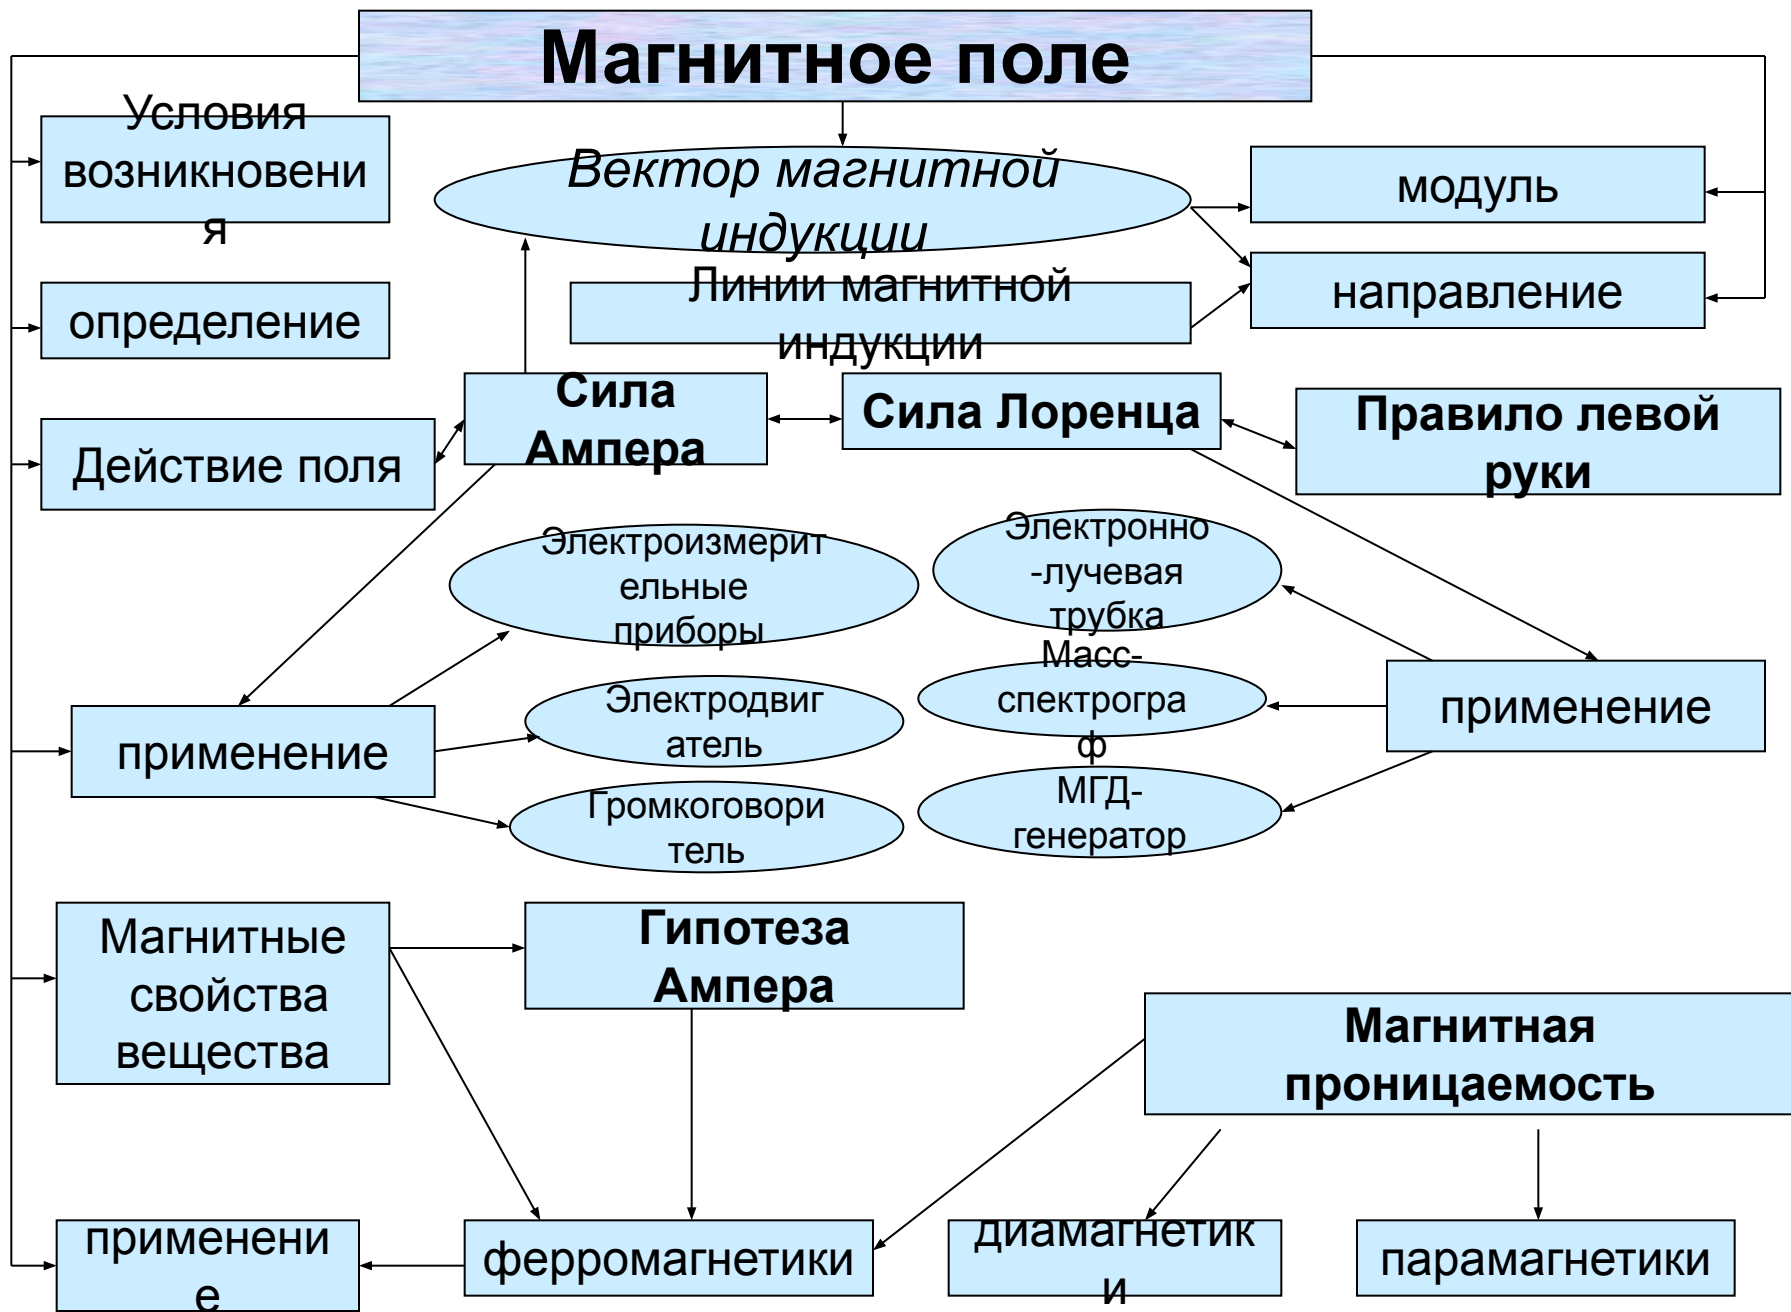 Магнитное поле
Условия
возникновени
я
Вектор магнитной
индукции
модуль
определение
Линии магнитной
индукции
направление
Действие поля
Сила
Ампера
Сила Лоренца
Правило левой
руки
Электроизмерит
ельные
приборы
Электронно
-лучевая
трубка
применение
Электродвиг
атель
Масс-
спектрогра
ф
применение
Громкоговори
тель
МГД-
генератор
Магнитные
свойства
вещества
Гипотеза
Ампера
Магнитная
проницаемость
применени
е
ферромагнетики
диамагнетик
и
парамагнетики